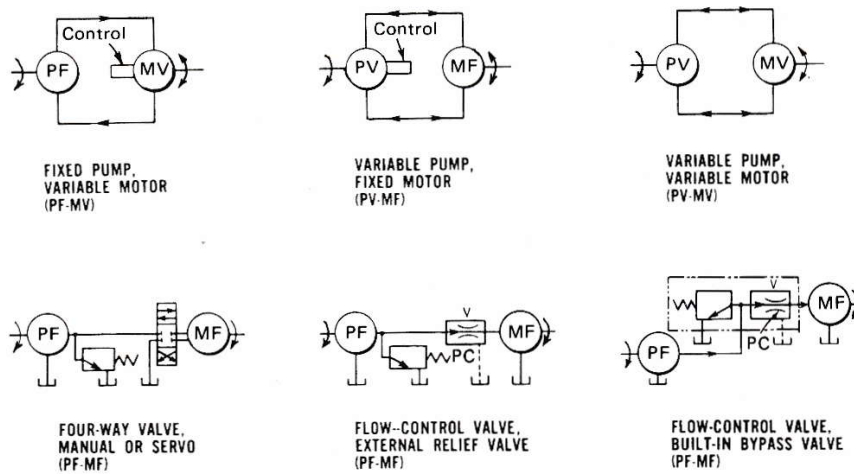 Control
PF
MV
FIXED PUMP,
VARIABLE MOTOR
(PF-MV)
Control
PV
MF
VARIABLE PUMP,
FIXED MOTOR
(PV-MF)
PV
MV
VARIABLE PUMP,
VARIABLE MOTOR
(PV-MV)
PF
MF
FOUR-WAY VALVE,
MANUAL OR SERVO
(PF-MF)
V
PF
MF
PC
FLOW--CONTROL VALVE,
EXTERNAL RELIEF VALVE
(PF-MF)
V
MF
PC
PF
FLOW-CONTROL VALVE,
BUILT-IN BYPASS VALVE
(PF-MF)